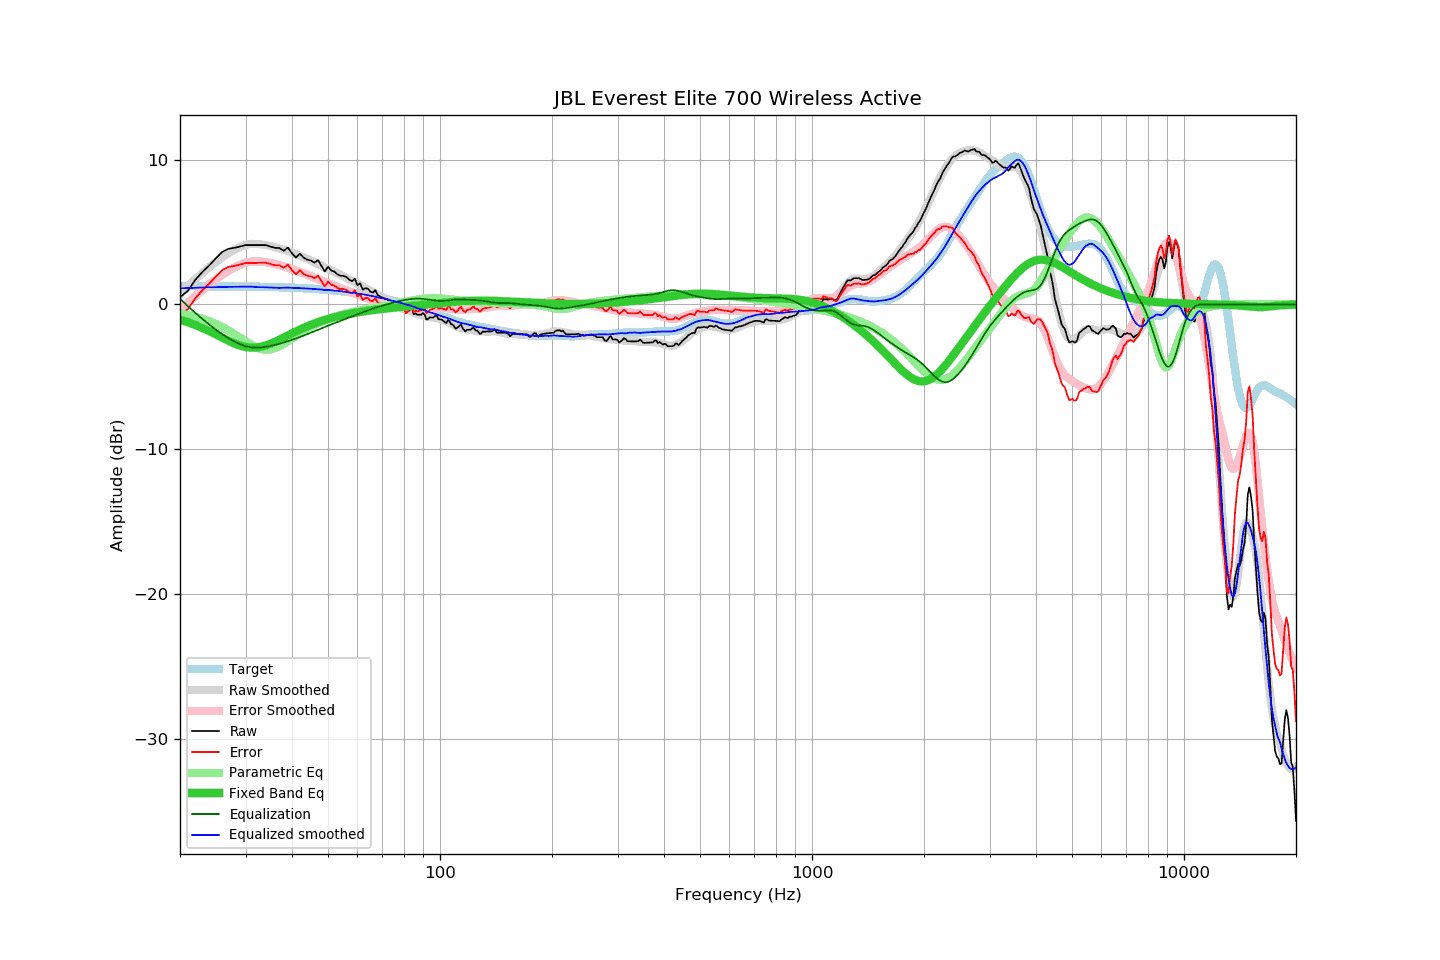 JBL Everest Elite 700 Wireless Active
Amplitude (dBr)
10
0
−10
−20
−30
Target
Raw Smoothed
Error Smoothed
Raw
Error
Parametric Eq
Fixed Band Eq
Equalization
Equalized smoothed
100
1000
10000
Frequency (Hz)